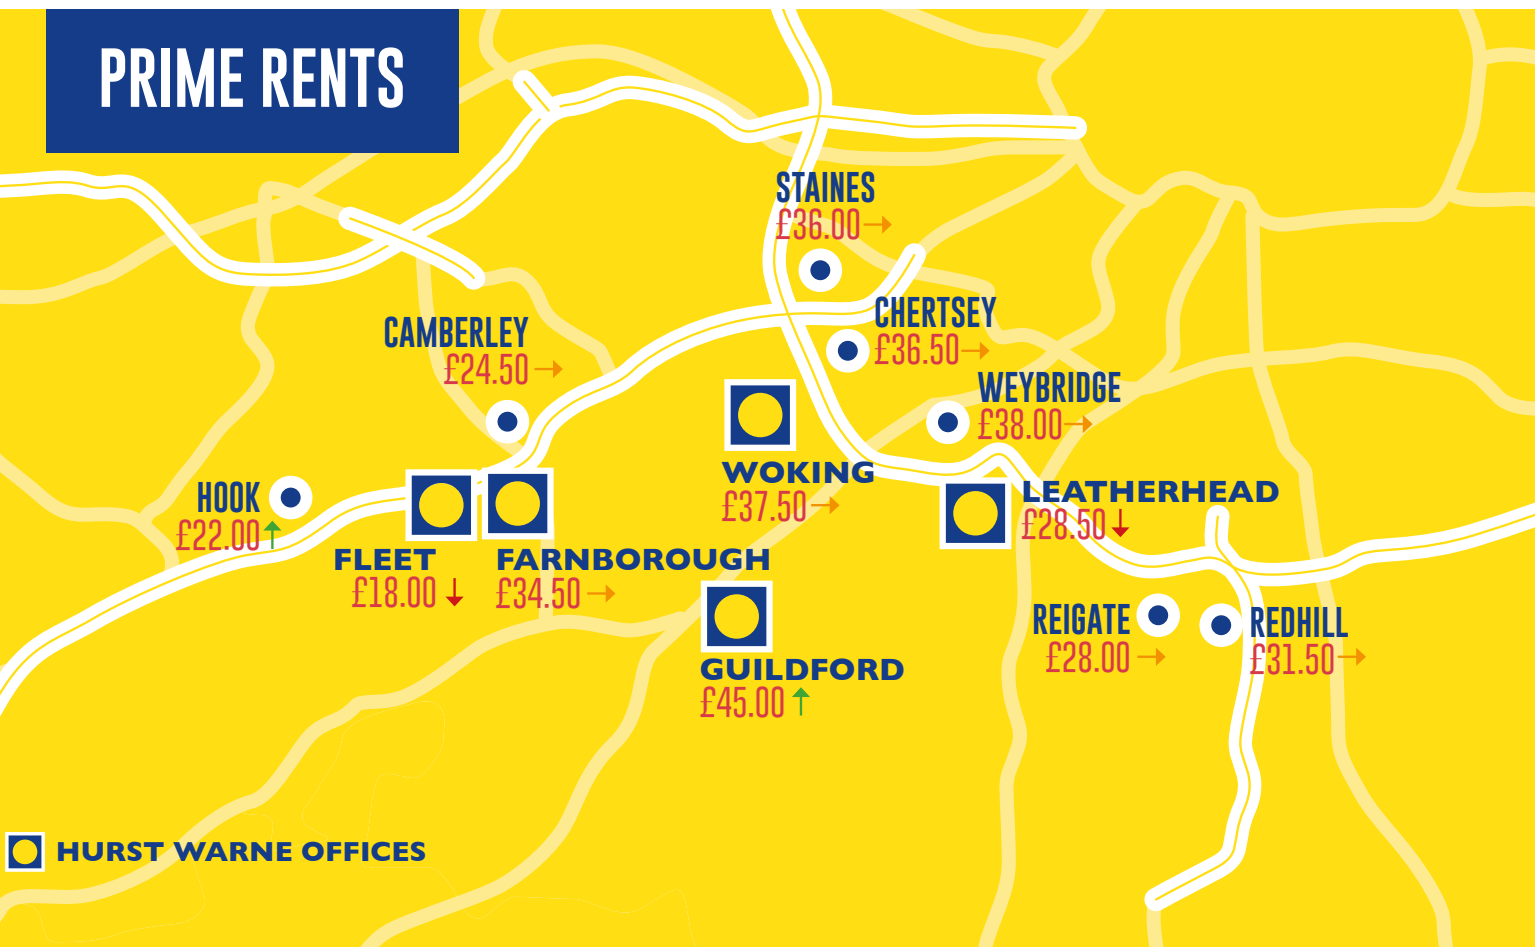 PRIME RENTS
STAINES
£36.00
CHERTSEY
£36.50
CAMBERLEY
£24.50
WEYBRIDGE
£38.00
WOKING
£37.50
HOOK
£22.00
LEATHERHEAD
£28.50
FLEET
£18.00
FARNBOROUGH
£34.50
REIGATE
£28.00
REDHILL
£31.50
GUILDFORD
£45.00
HURST WARNE OFFICES